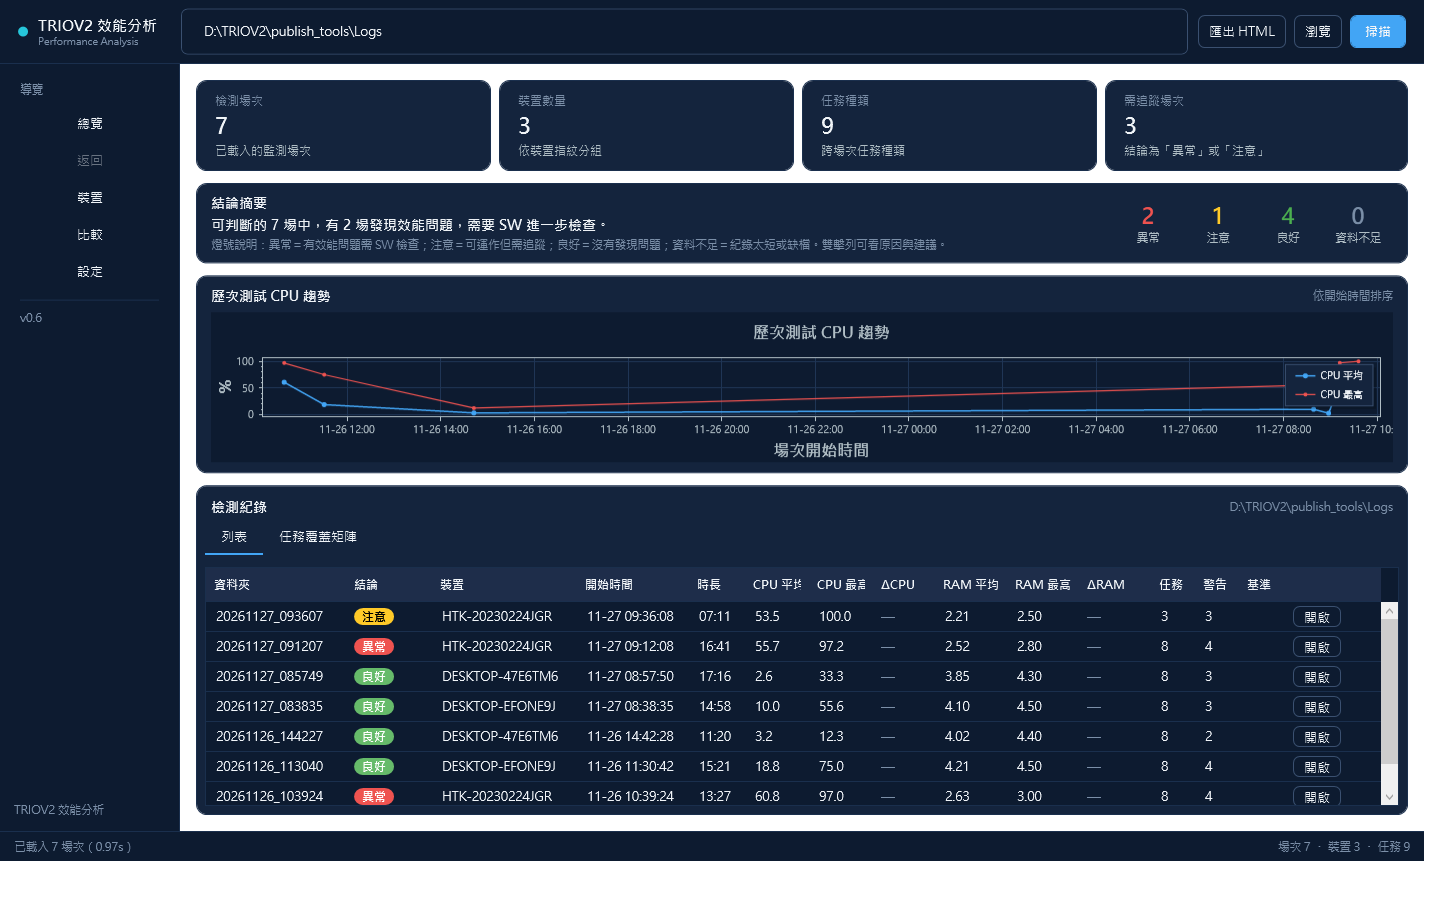 TRIOV2 效能分析
Performance Analysis
D:\TRIOV2\publish_tools\Logs
匯出 HTML
瀏覽
掃描
導覽
總覽
返回
裝置
比較
設定
v0.6
TRIOV2 效能分析
檢測場次
7
已載入的監測場次
裝置數量
3
依裝置指紋分組
任務種類
9
跨場次任務種類
需追蹤場次
3
結論為「異常」或「注意」
結論摘要
可判斷的 7 場中，有 2 場發現效能問題，需要 SW 進一步檢查。
燈號說明：異常＝有效能問題需 SW 檢查；注意＝可運作但需追蹤；良好＝沒有發現問題；資料不足＝紀錄太短或缺檔。雙擊列可看原因與建議。
2 異常
1 注意
4 良好
0 資料不足
歷次測試 CPU 趨勢
依開始時間排序
歷次測試 CPU 趨勢
%
100
50
0
CPU 平均
CPU 最高
11-26 12:00 11-26 14:00 11-26 16:00 11-26 18:00 11-26 20:00 11-26 22:00 11-27 00:00 11-27 02:00 11-27 04:00 11-27 06:00 11-27 08:00 11-27 10:
場次開始時間
檢測紀錄
D:\TRIOV2\publish_tools\Logs
列表 任務覆蓋矩陣
資料夾 結論 裝置 開始時間 時長 CPU 平均 CPU 最高 ΔCPU RAM 平均 RAM 最高 ΔRAM 任務 警告 基準
20261127_093607 注意 HTK-20230224JGR 11-27 09:36:08 07:11 53.5 100.0 — 2.21 2.50 — 3 3 開啟
20261127_091207 異常 HTK-20230224JGR 11-27 09:12:08 16:41 55.7 97.2 — 2.52 2.80 — 8 4 開啟
20261127_085749 良好 DESKTOP-47E6TM6 11-27 08:57:50 17:16 2.6 33.3 — 3.85 4.30 — 8 3 開啟
20261127_083835 良好 DESKTOP-EFONE9J 11-27 08:38:35 14:58 10.0 55.6 — 4.10 4.50 — 8 3 開啟
20261126_144227 良好 DESKTOP-47E6TM6 11-26 14:42:28 11:20 3.2 12.3 — 4.02 4.40 — 8 2 開啟
20261126_113040 良好 DESKTOP-EFONE9J 11-26 11:30:42 15:21 18.8 75.0 — 4.21 4.50 — 8 4 開啟
20261126_103924 異常 HTK-20230224JGR 11-26 10:39:24 13:27 60.8 97.0 — 2.63 3.00 — 8 4 開啟
已載入 7 場次（0.97s）
場次 7 · 裝置 3 · 任務 9